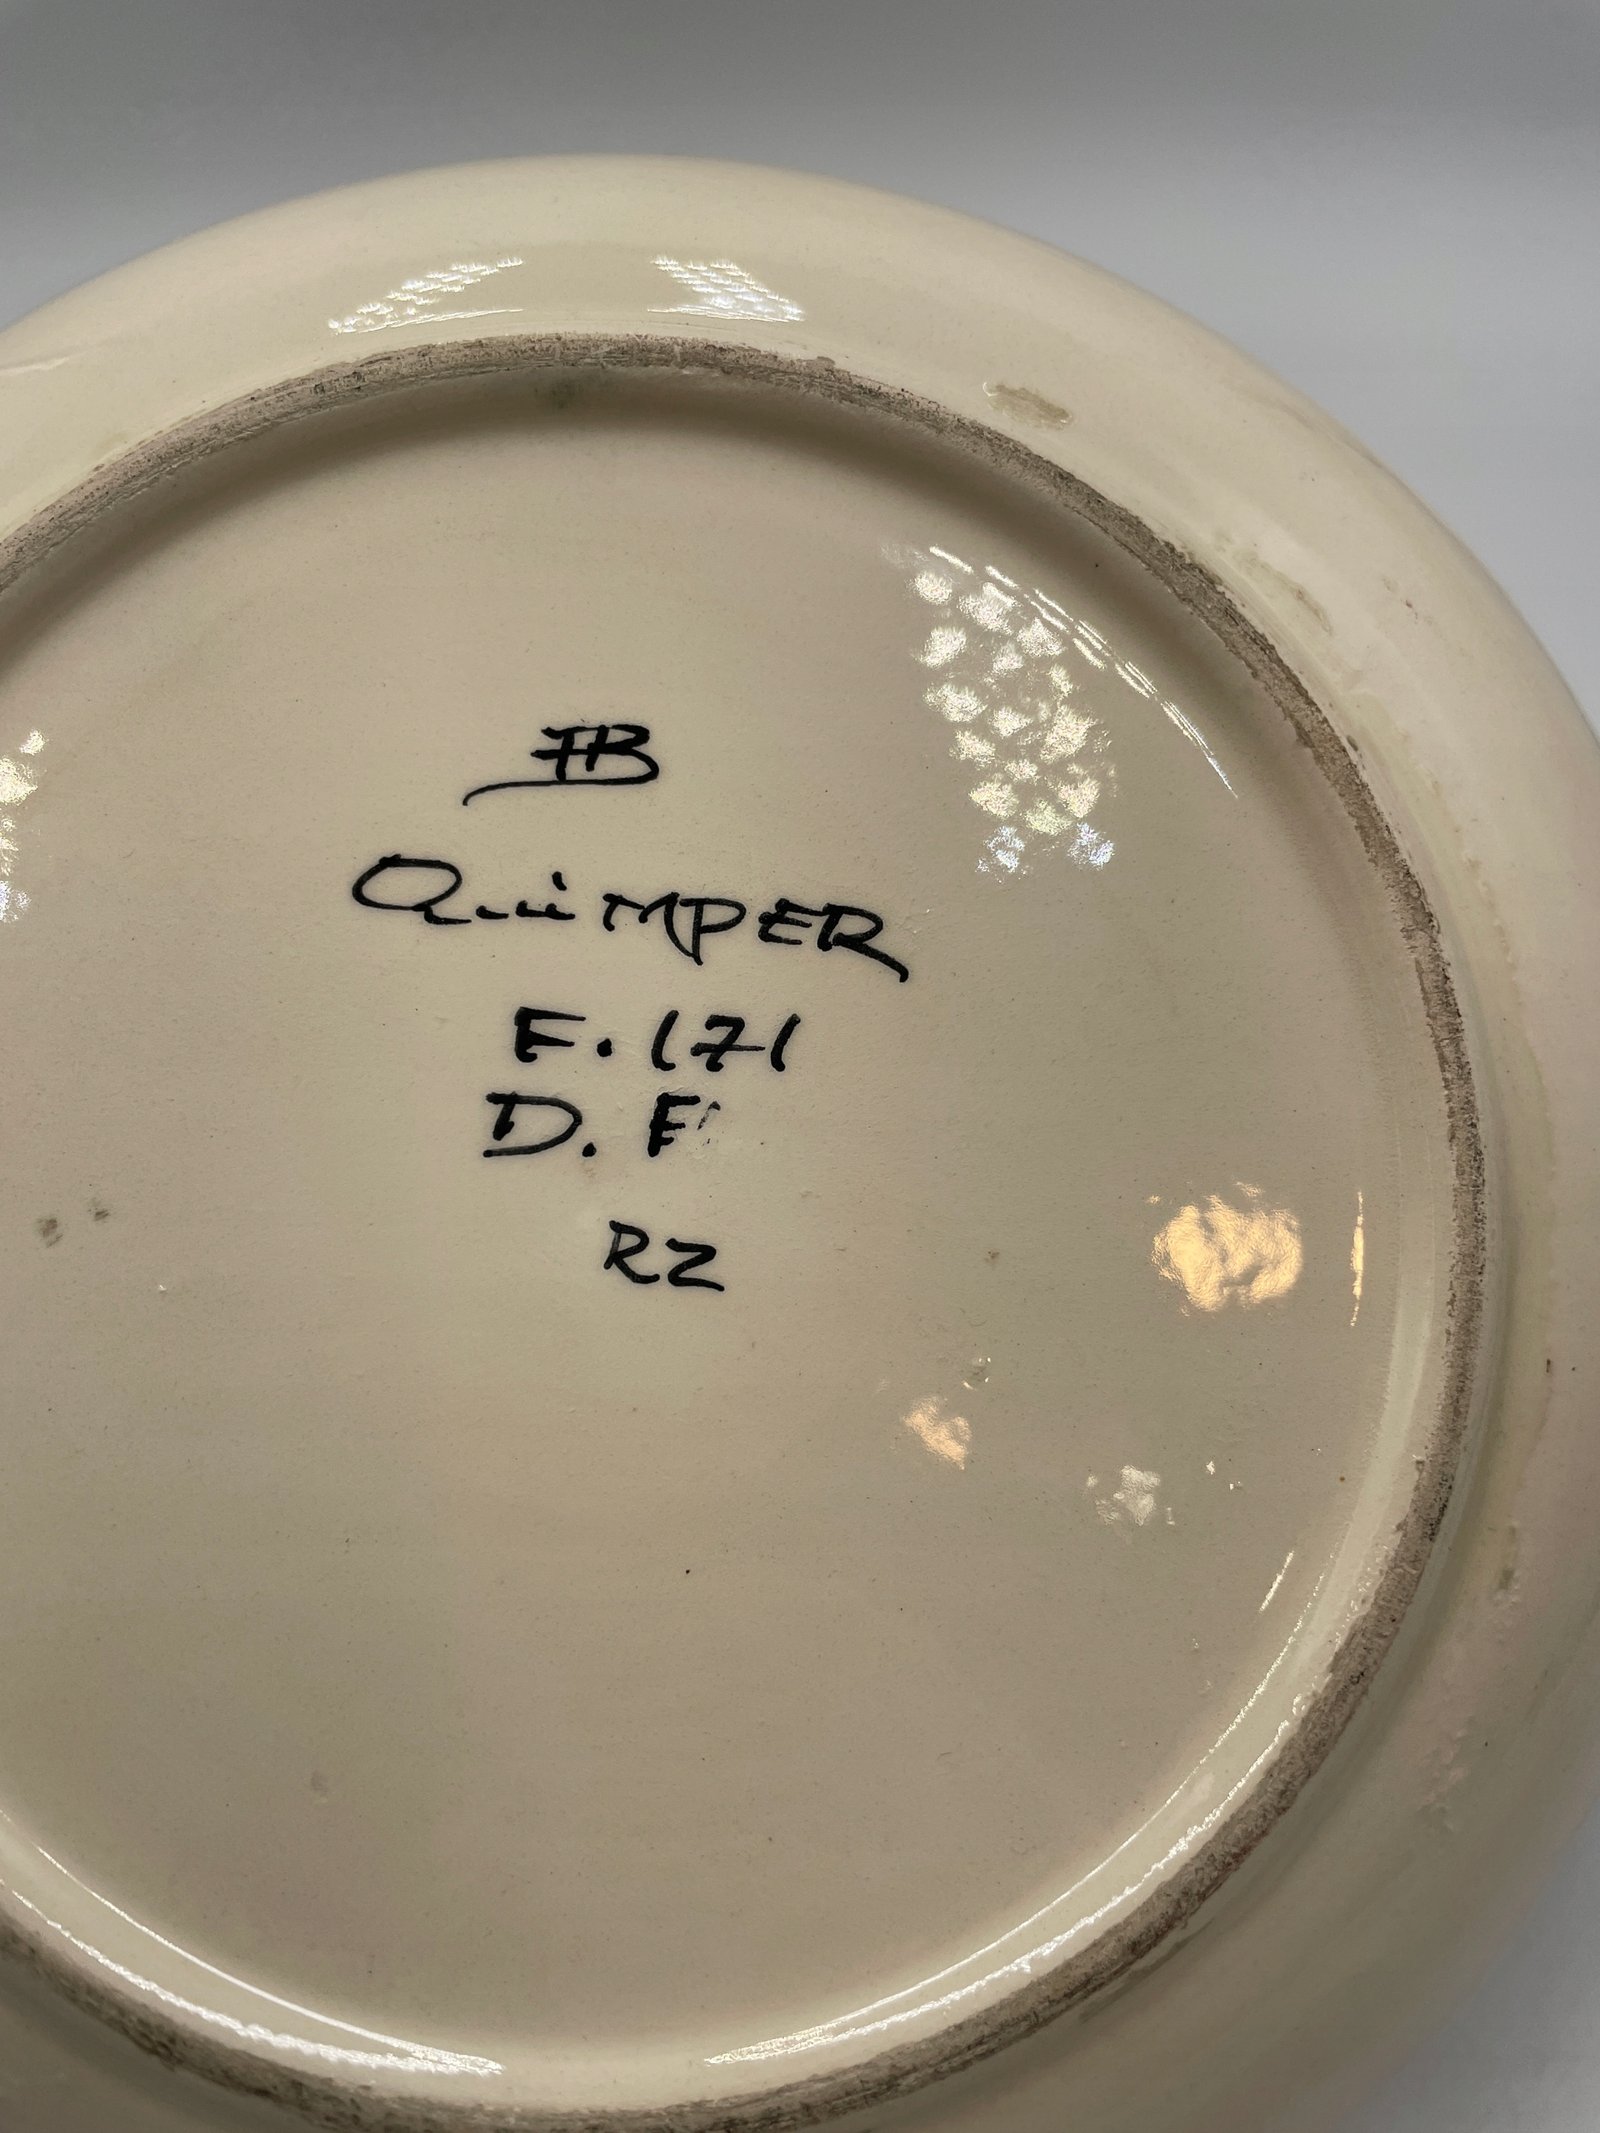 HB
QuiMPER
F.171
D. F
RZ